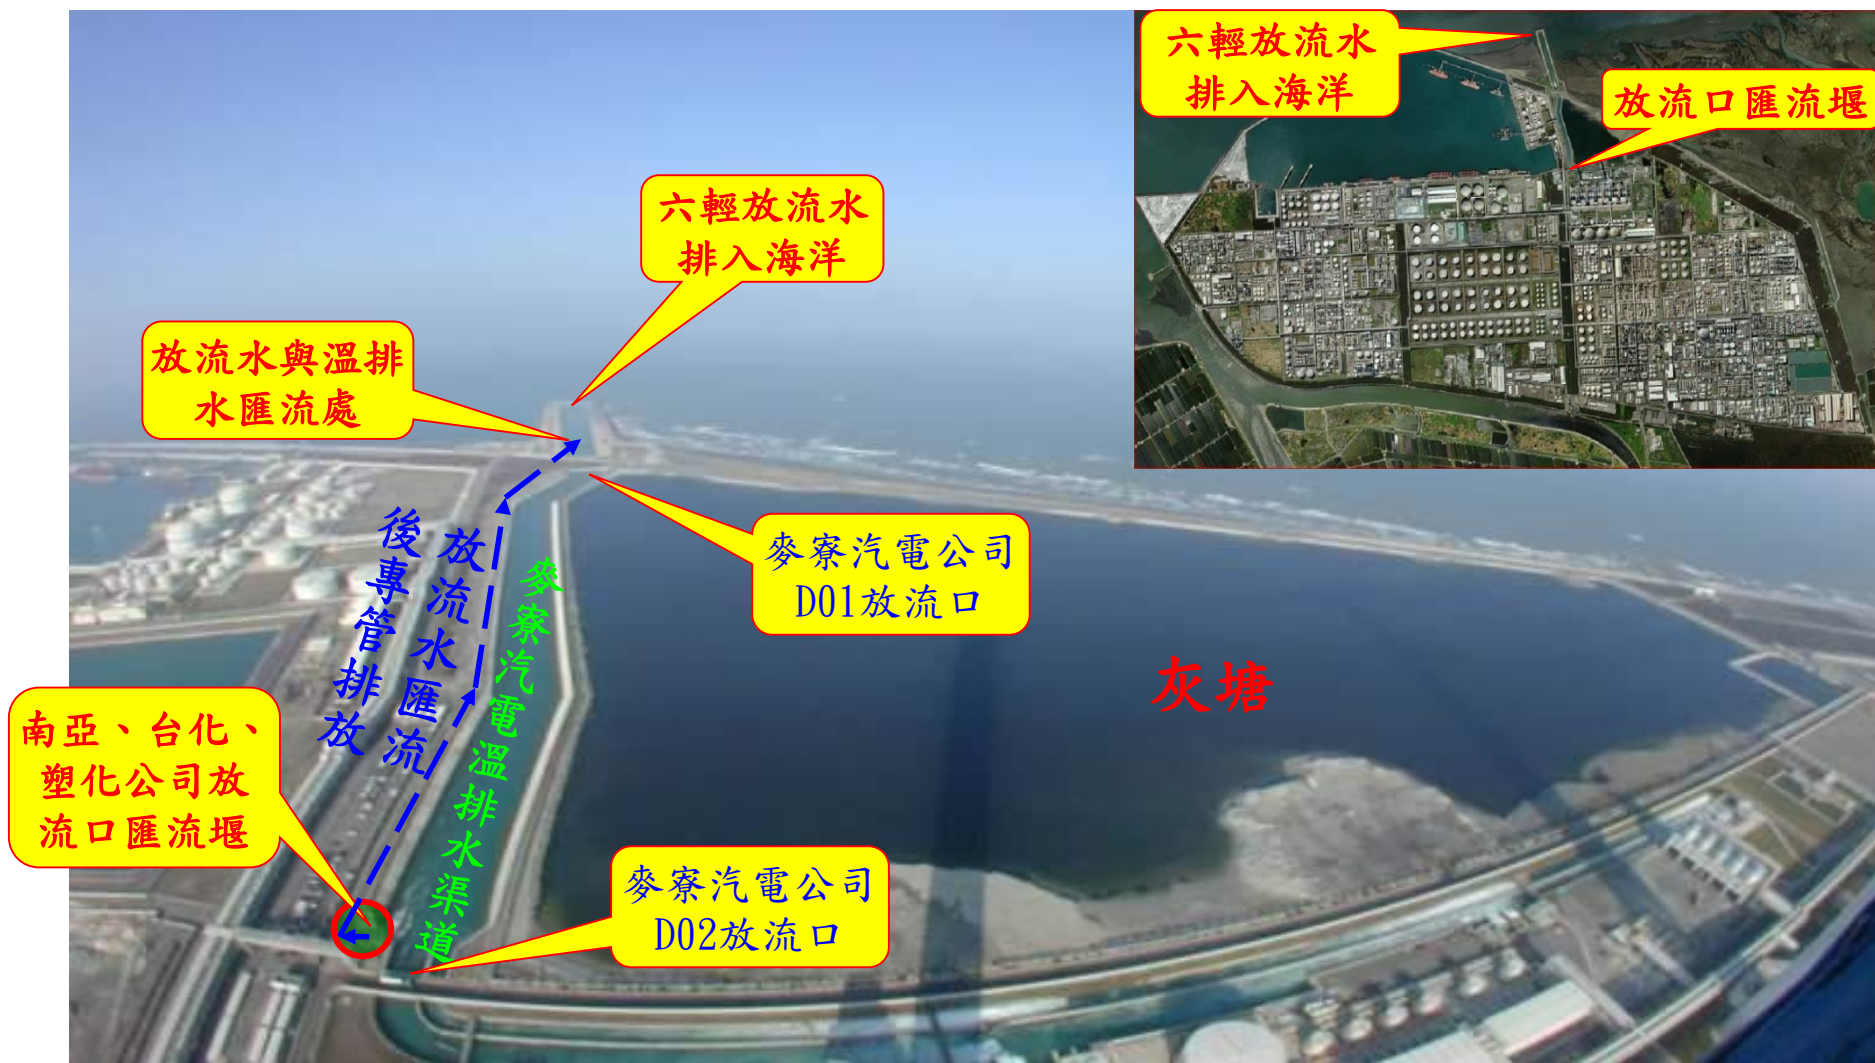 六輕放流水
排入海洋
放流口匯流堰
六輕放流水
排入海洋
放流水與溫排
水匯流處
麥寮汽電公司
D01放流口
放流水匯流
後專管排放
麥寮汽電溫排水渠道
灰塘
南亞、台化、
塑化公司放
流口匯流堰
麥寮汽電公司
D02放流口